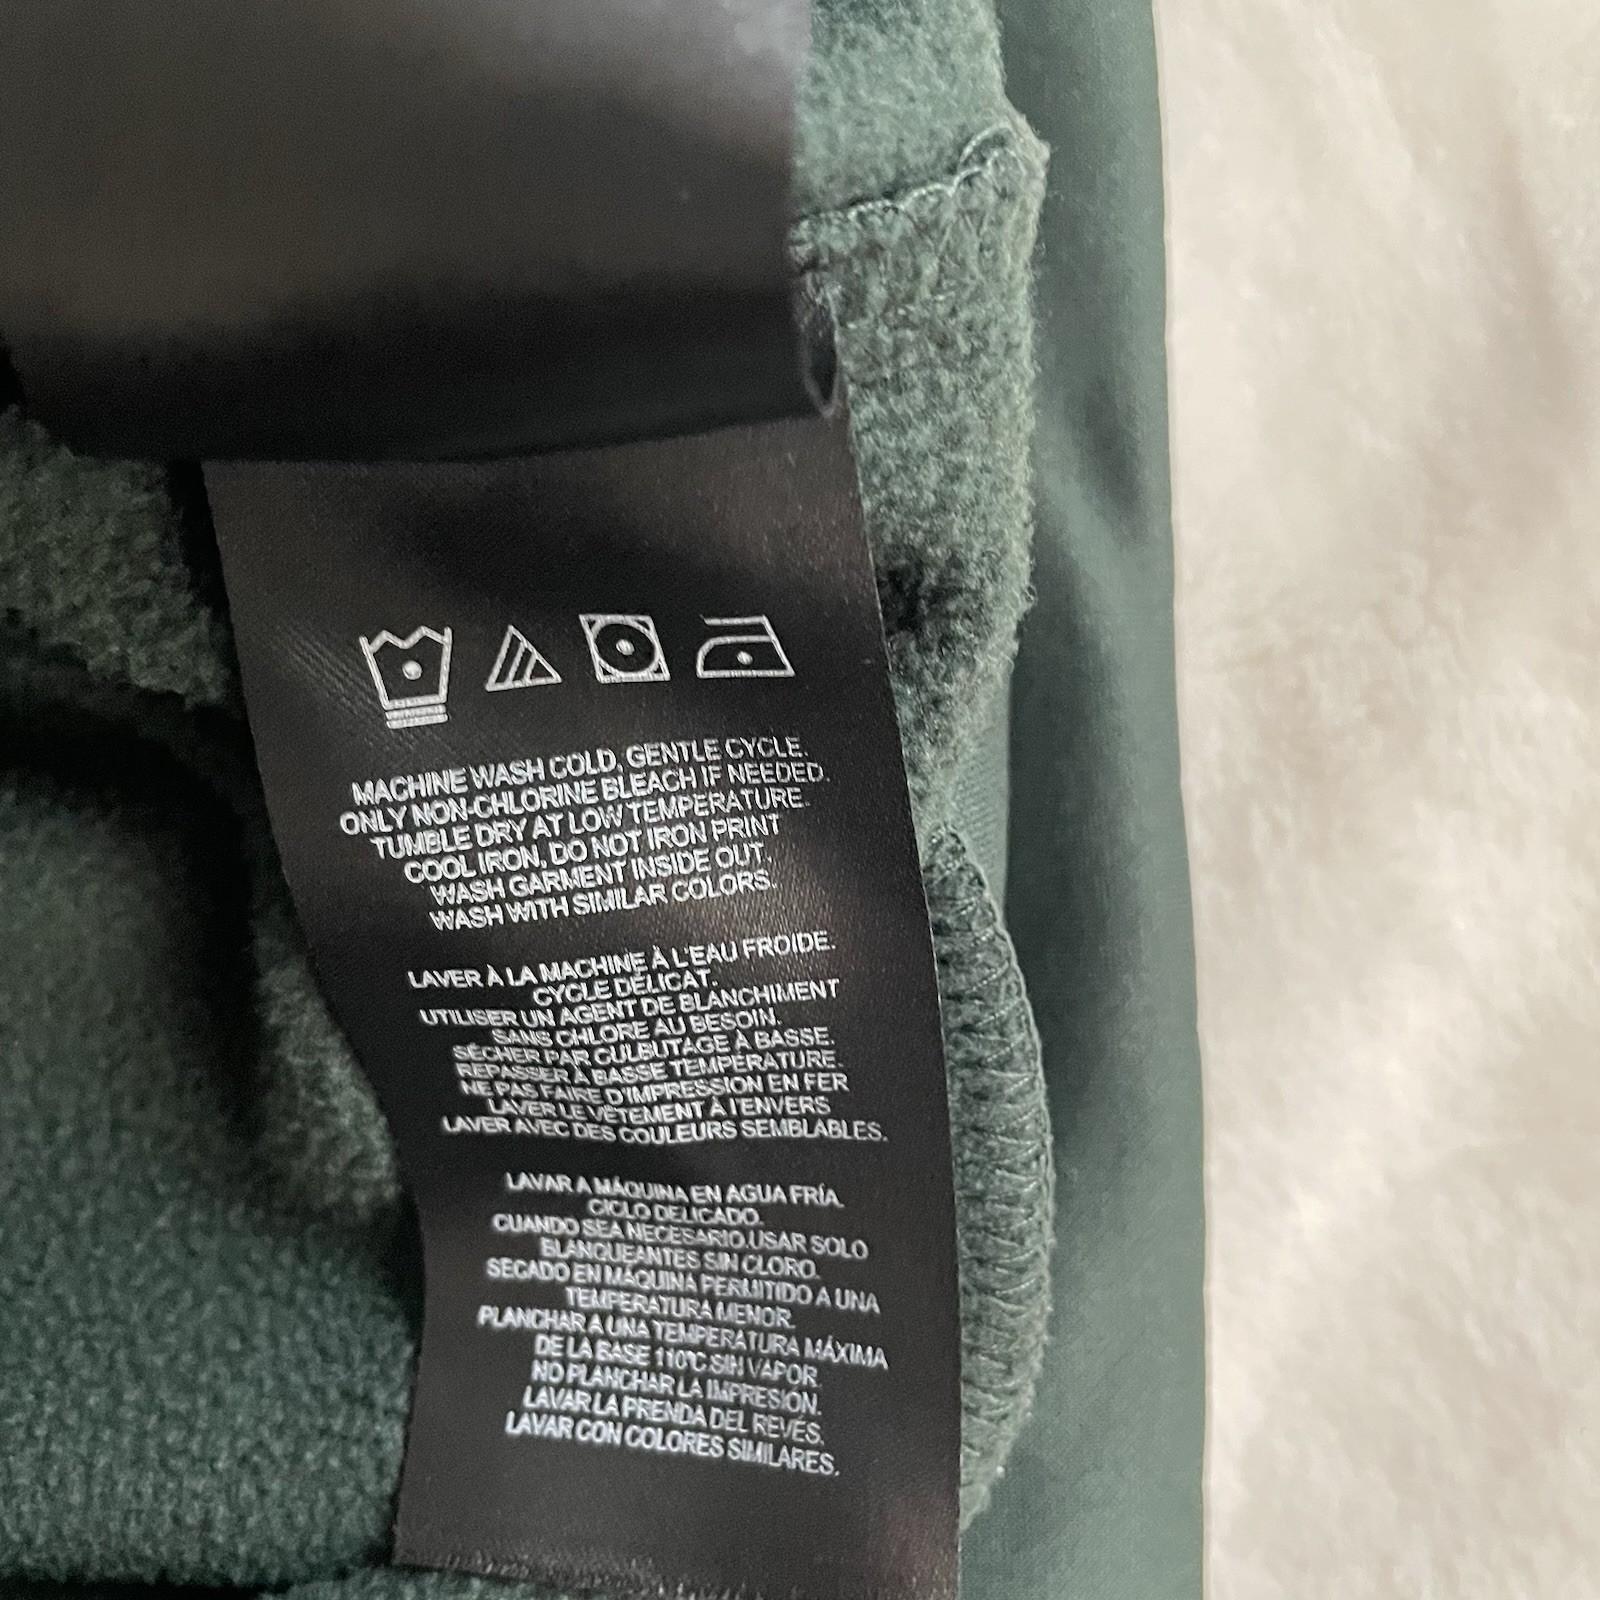 MACHINE WASH COLD, GENTLE CYCLE.
ONLY NON-CHLORINE BLEACH IF NEEDED.
TUMBLE DRY AT LOW TEMPERATURE.
COOL IRON, DO NOT IRON PRINT
WASH GARMENT INSIDE OUT,
WASH WITH SIMILAR COLORS.
LAVER À LA MACHINE À L'EAU FROIDE.
CYCLE DÉLICAT.
UTILISER UN AGENT DE BLANCHIMENT
SANS CHLORE AU BESOIN.
SÉCHER PAR CULBUTAGE À BASSE.
REPASSER À BASSE TEMPÉRATURE.
NE PAS FAIRE D'IMPRESSION EN FER
LAVER LE VÊTEMENT À I'ENVERS
LAVER AVEC DES COULEURS SEMBLABLES.
LAVAR A MÁQUINA EN AGUA FRÍA.
CICLO DELICADO.
CUANDO SEA NECESARIO,USAR SOLO
BLANQUEANTES SIN CLORO.
SECADO EN MÁQUINA PERMITIDO A UNA
TEMPERATURA MENOR.
PLANCHAR A UNA TEMPERATURA MÁXIMA
DE LA BASE 110°C.SIH VAPOR.
NO PLANCHAR LA IMPRESIÓN.
LAVAR LA PRENDA DEL REVÉS,
LAVAR CON COLORES SIMILARES.